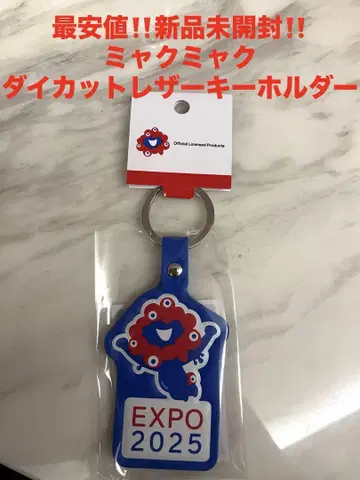 最安値!!新品未開封!!
ミャクミャク
ダイカットレザーキーホルダー
Official Licensed Products
EXPO
2025